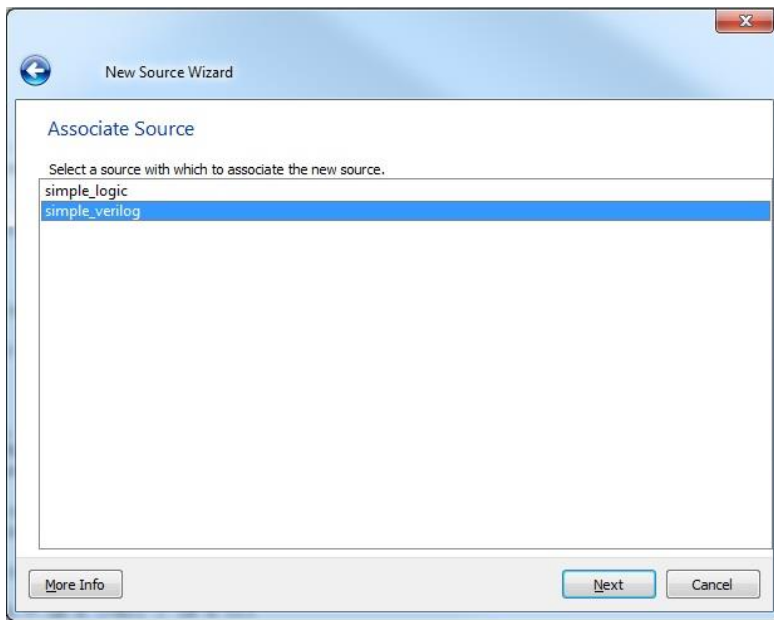 New Source Wizard
Associate Source
Select a source with which to associate the new source.
simple_logic
simple_verilog
More Info
Next
Cancel